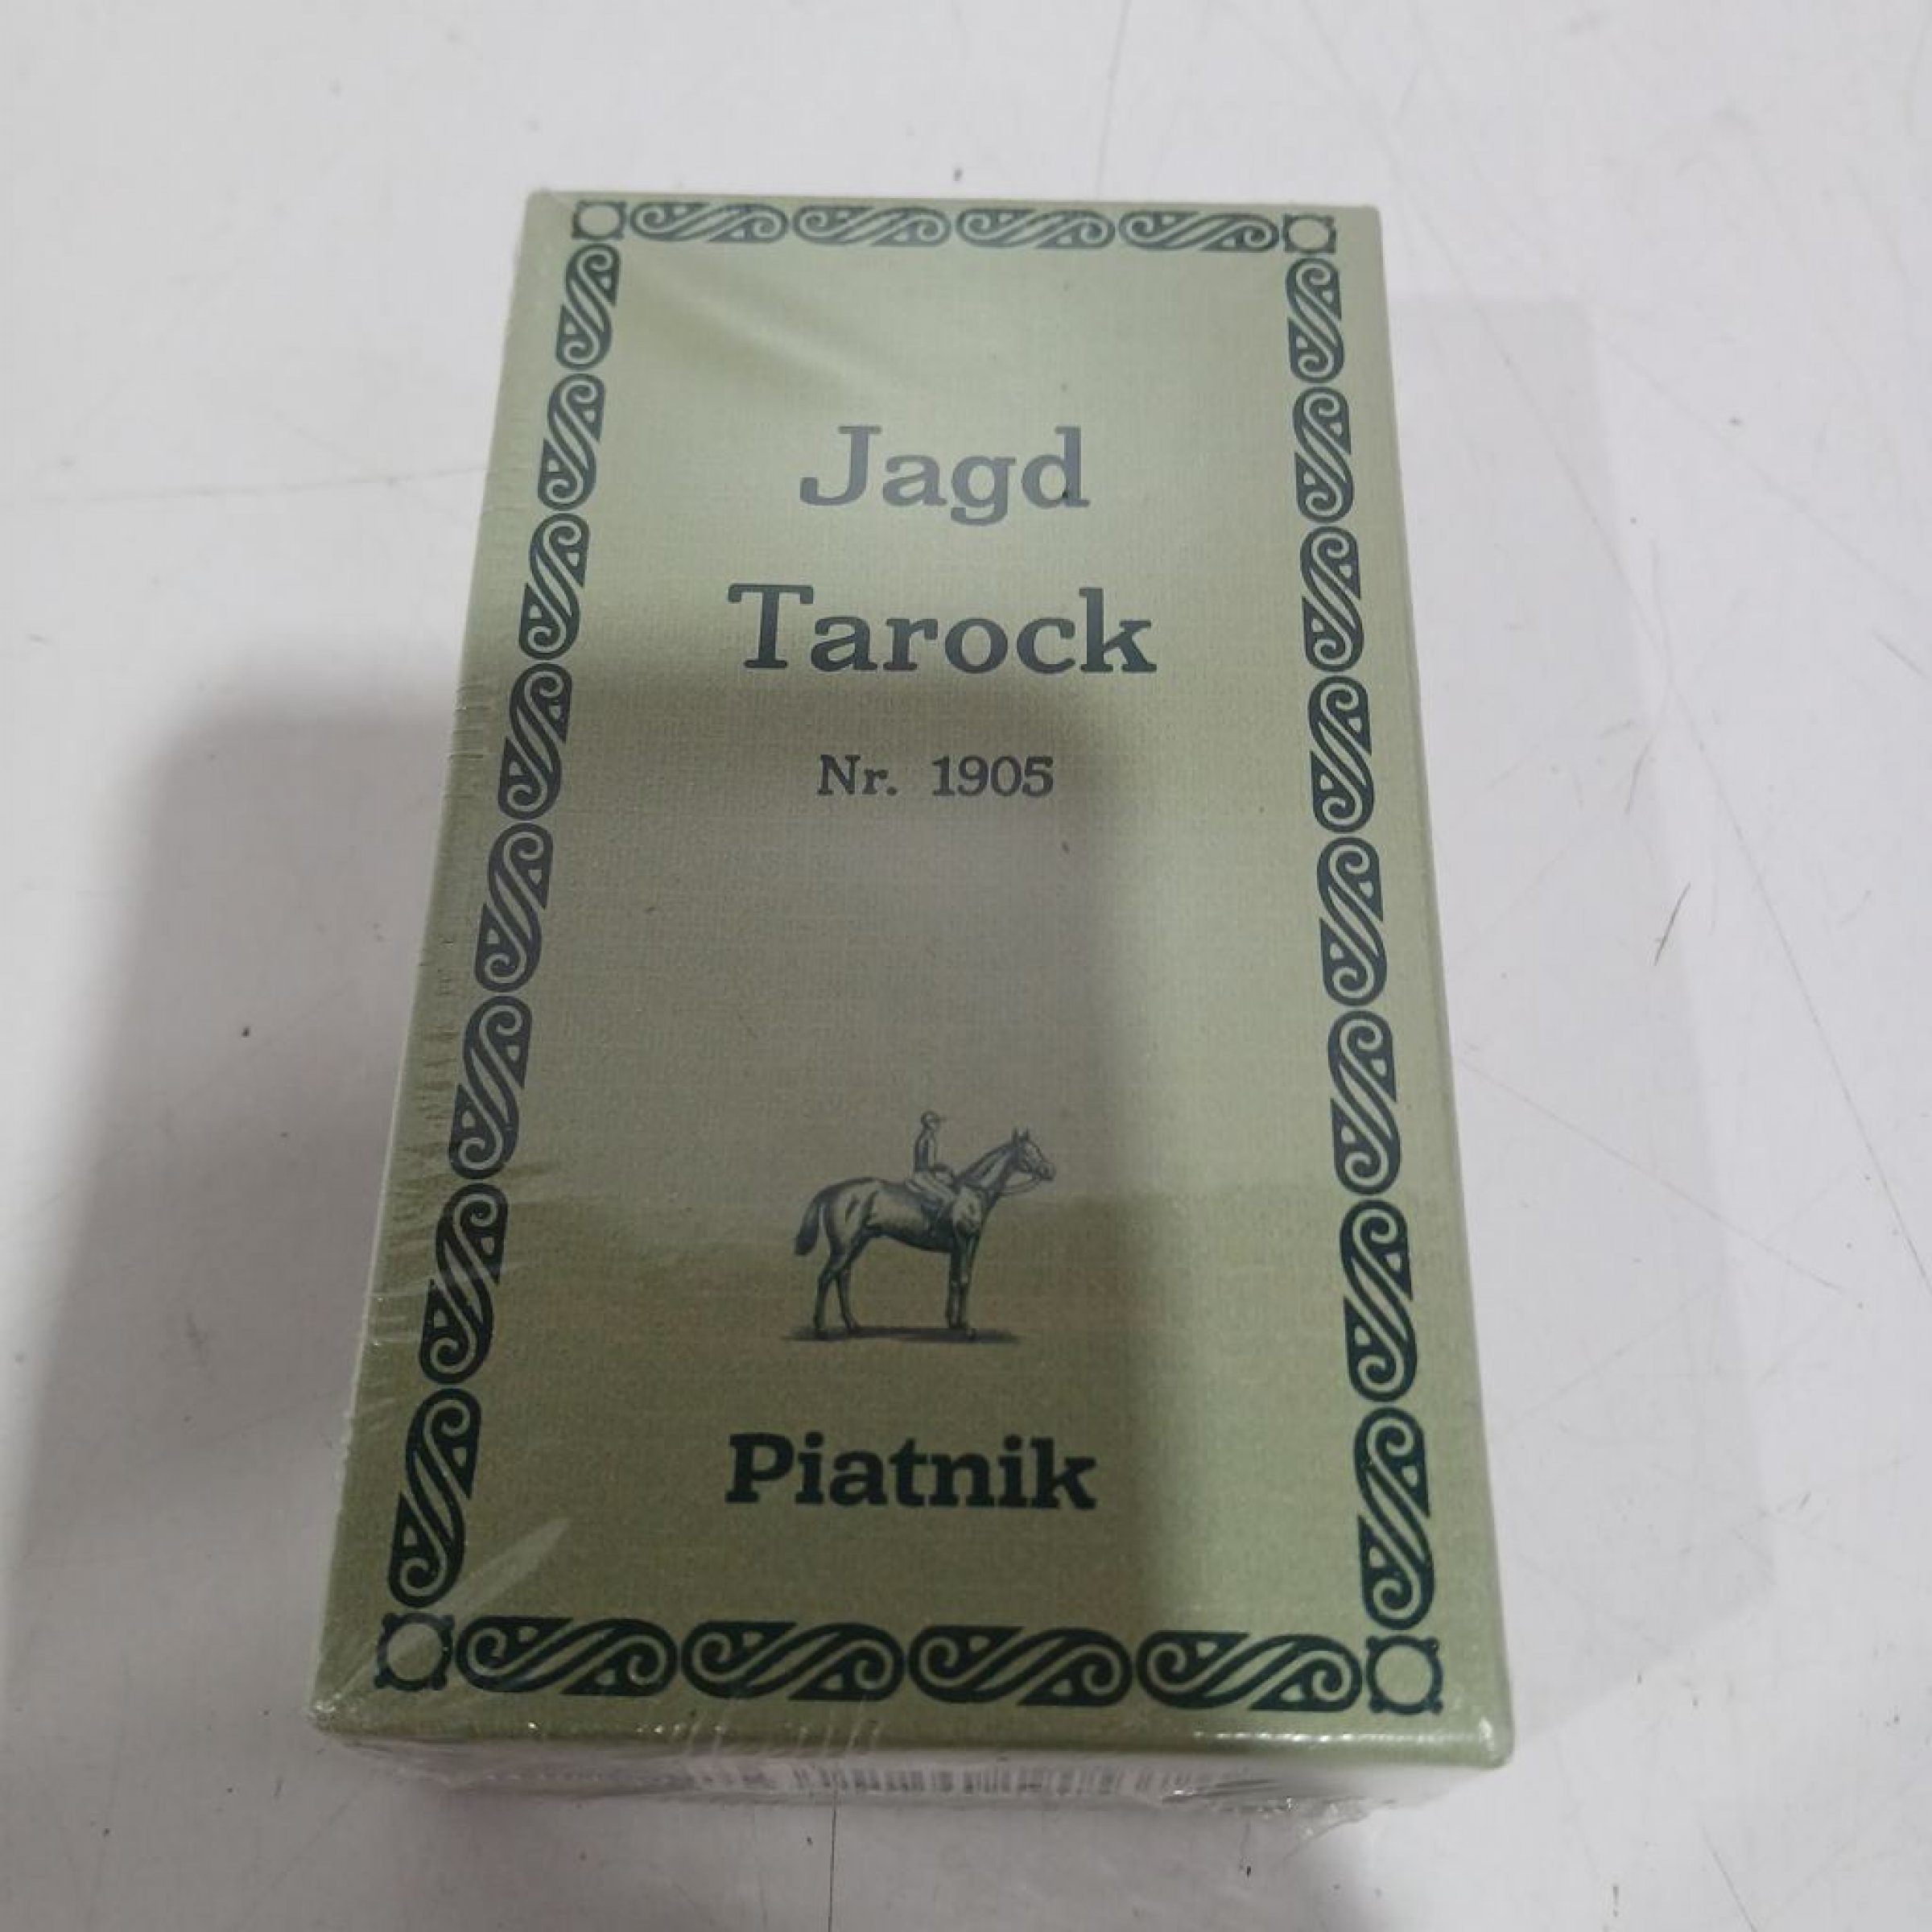 Jagd
Tarock
Nr. 1905
Piatnik